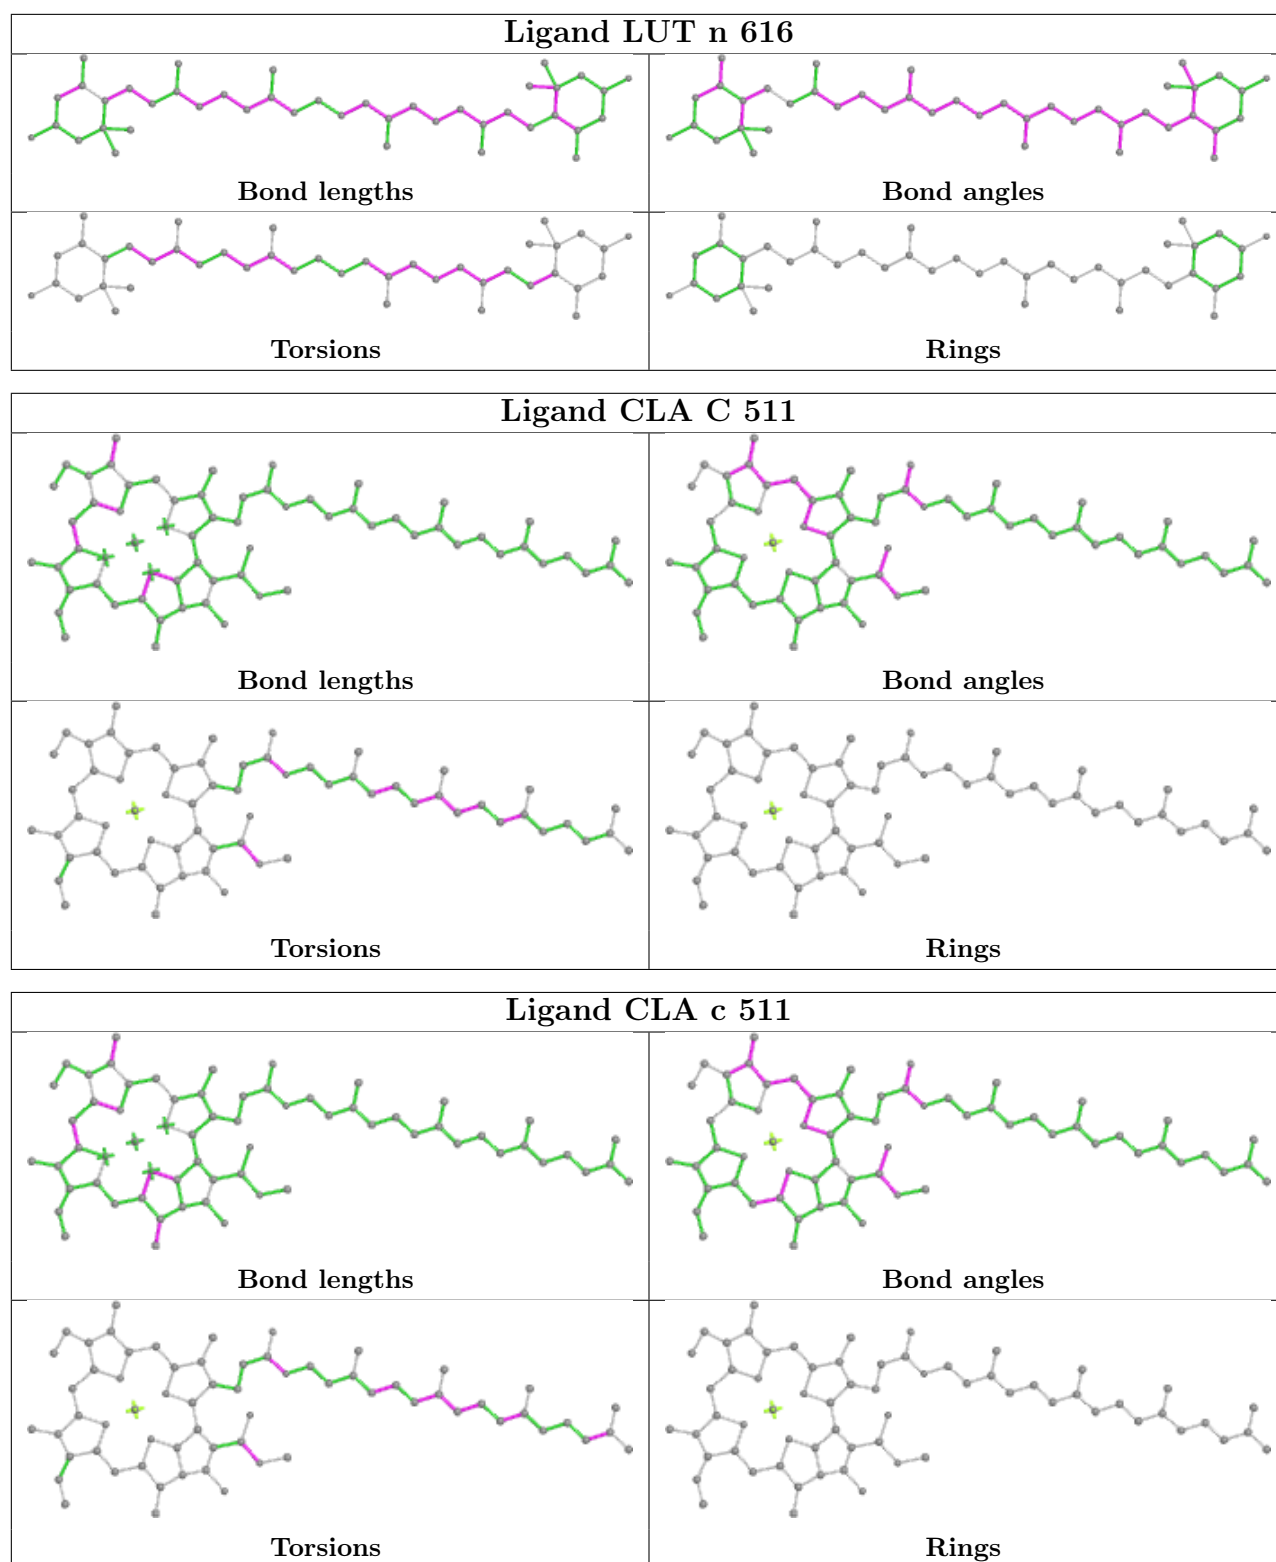 Ligand LUT n 616
Bond lengths
Bond angles
Torsions
Rings
Ligand CLA C 511
Bond lengths
Bond angles
Torsions
Rings
Ligand CLA c 511
Bond lengths
Bond angles
Torsions
Rings